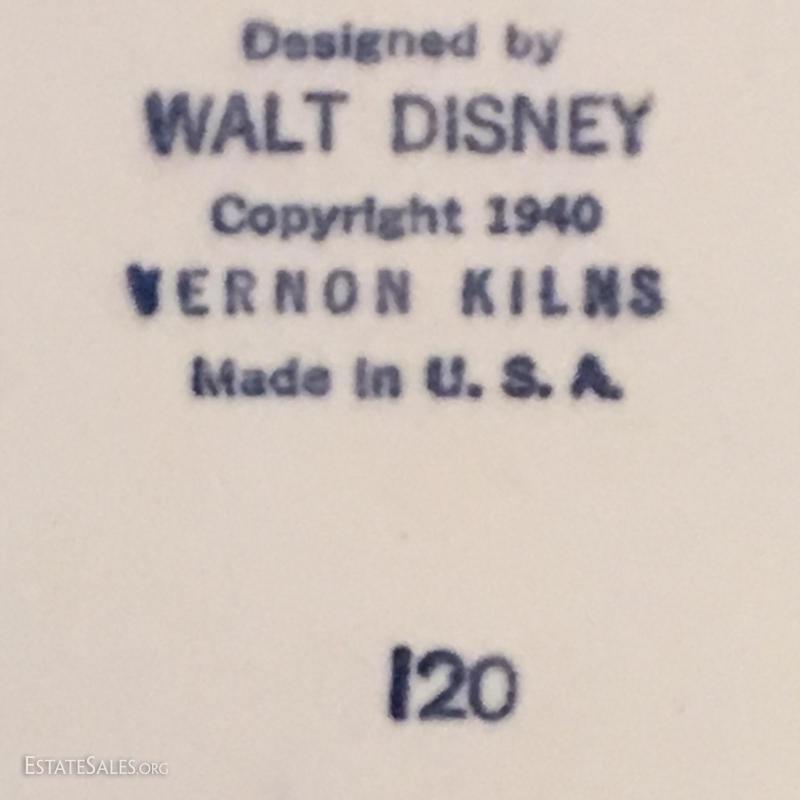 Designed by
WALT DISNEY
Copyright 1940
VERNON KILNS
Made in U. S. A.
120
ESTATESALES.ORG